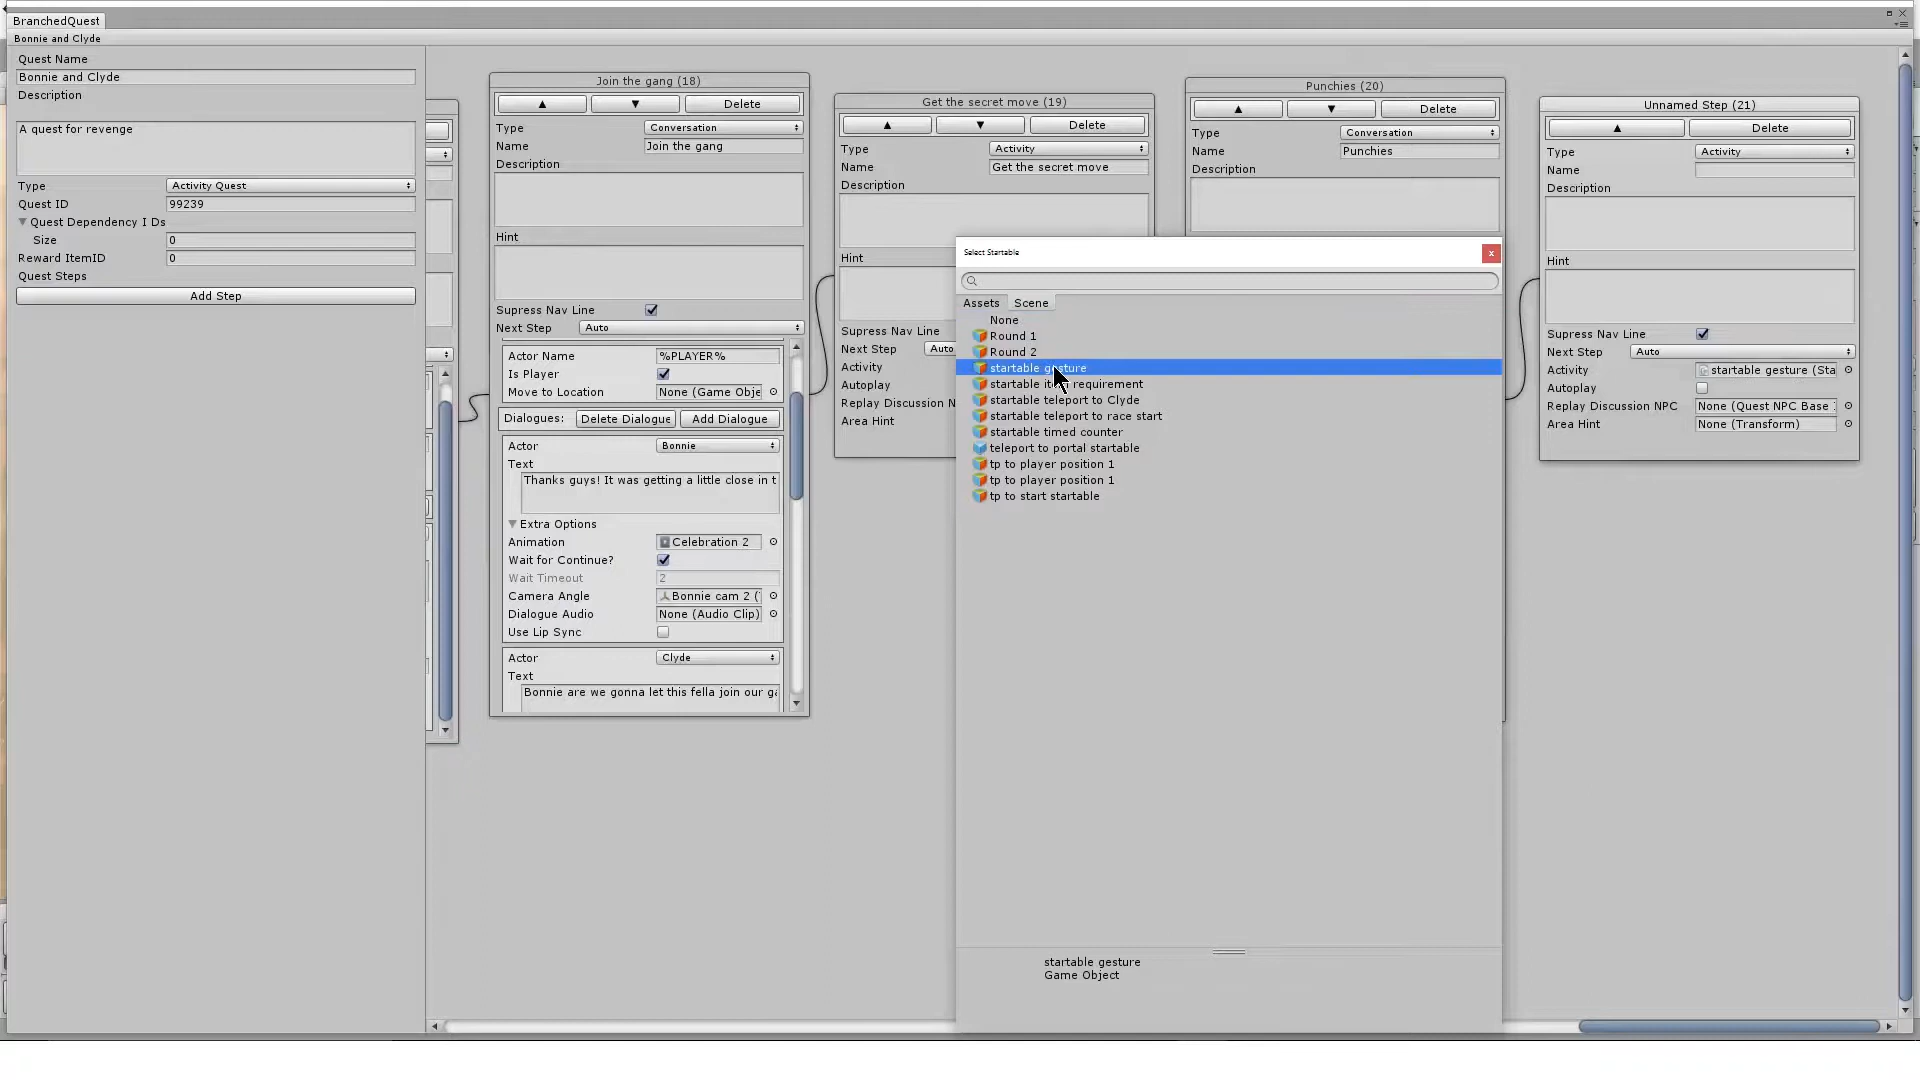 BranchedQuest
Bonnie and Clyde
Quest Name
Bonnie and Clyde
Description
A quest for revenge
Type Activity Quest
Quest ID 99239
Quest Dependency I Ds
Size 0
Reward ItemID 0
Quest Steps
Add Step
Join the gang (18)
▲ ▼ Delete
Type Conversation
Name Join the gang
Description
Hint
Supress Nav Line
Next Step Auto
Actor Name %PLAYER%
Is Player
Move to Location None (Game Obje
Dialogues: Delete Dialogue Add Dialogue
Actor Bonnie
Text
Thanks guys! It was getting a little close in t
Extra Options
Animation Celebration 2
Wait for Continue?
Wait Timeout 2
Camera Angle Bonnie cam 2 (
Dialogue Audio None (Audio Clip)
Use Lip Sync
Actor Clyde
Text
Bonnie are we gonna let this fella join our ga
Get the secret move (19)
▲ ▼ Delete
Type Activity
Name Get the secret move
Description
Hint
Supress Nav Line
Next Step Auto
Activity
Autoplay
Replay Discussion N
Area Hint
Punchies (20)
▲ ▼ Delete
Type Conversation
Name Punchies
Description
Select Startable
x
Assets Scene
None
Round 1
Round 2
startable gesture
startable item requirement
startable teleport to Clyde
startable teleport to race start
startable timed counter
teleport to portal startable
tp to player position 1
tp to player position 1
tp to start startable
startable gesture
Game Object
Unnamed Step (21)
▲ Delete
Type Activity
Name
Description
Hint
Supress Nav Line
Next Step Auto
Activity startable gesture (Sta
Autoplay
Replay Discussion NPC None (Quest NPC Base
Area Hint None (Transform)